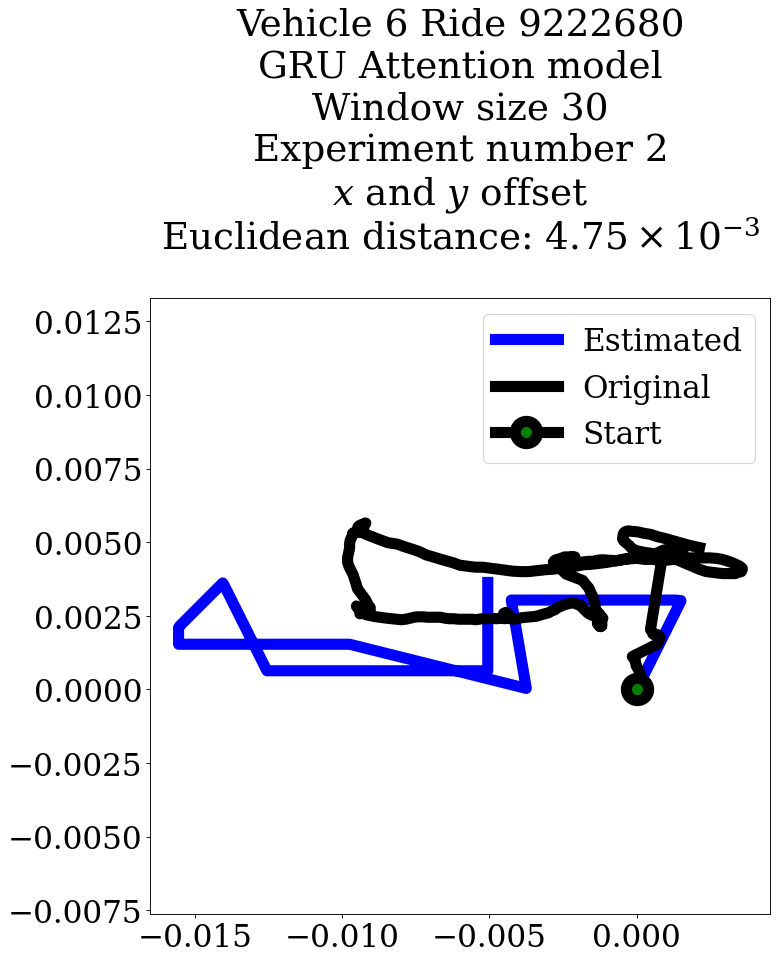 Vehicle 6 Ride 9222680
GRU Attention model
Window size 30
Experiment number 2
x and y offset
Euclidean distance: 4.75 × 10⁻³
Estimated
Original
Start
0.0125
0.0100
0.0075
0.0050
0.0025
0.0000
−0.0025
−0.0050
−0.0075
−0.015 −0.010 −0.005 0.000